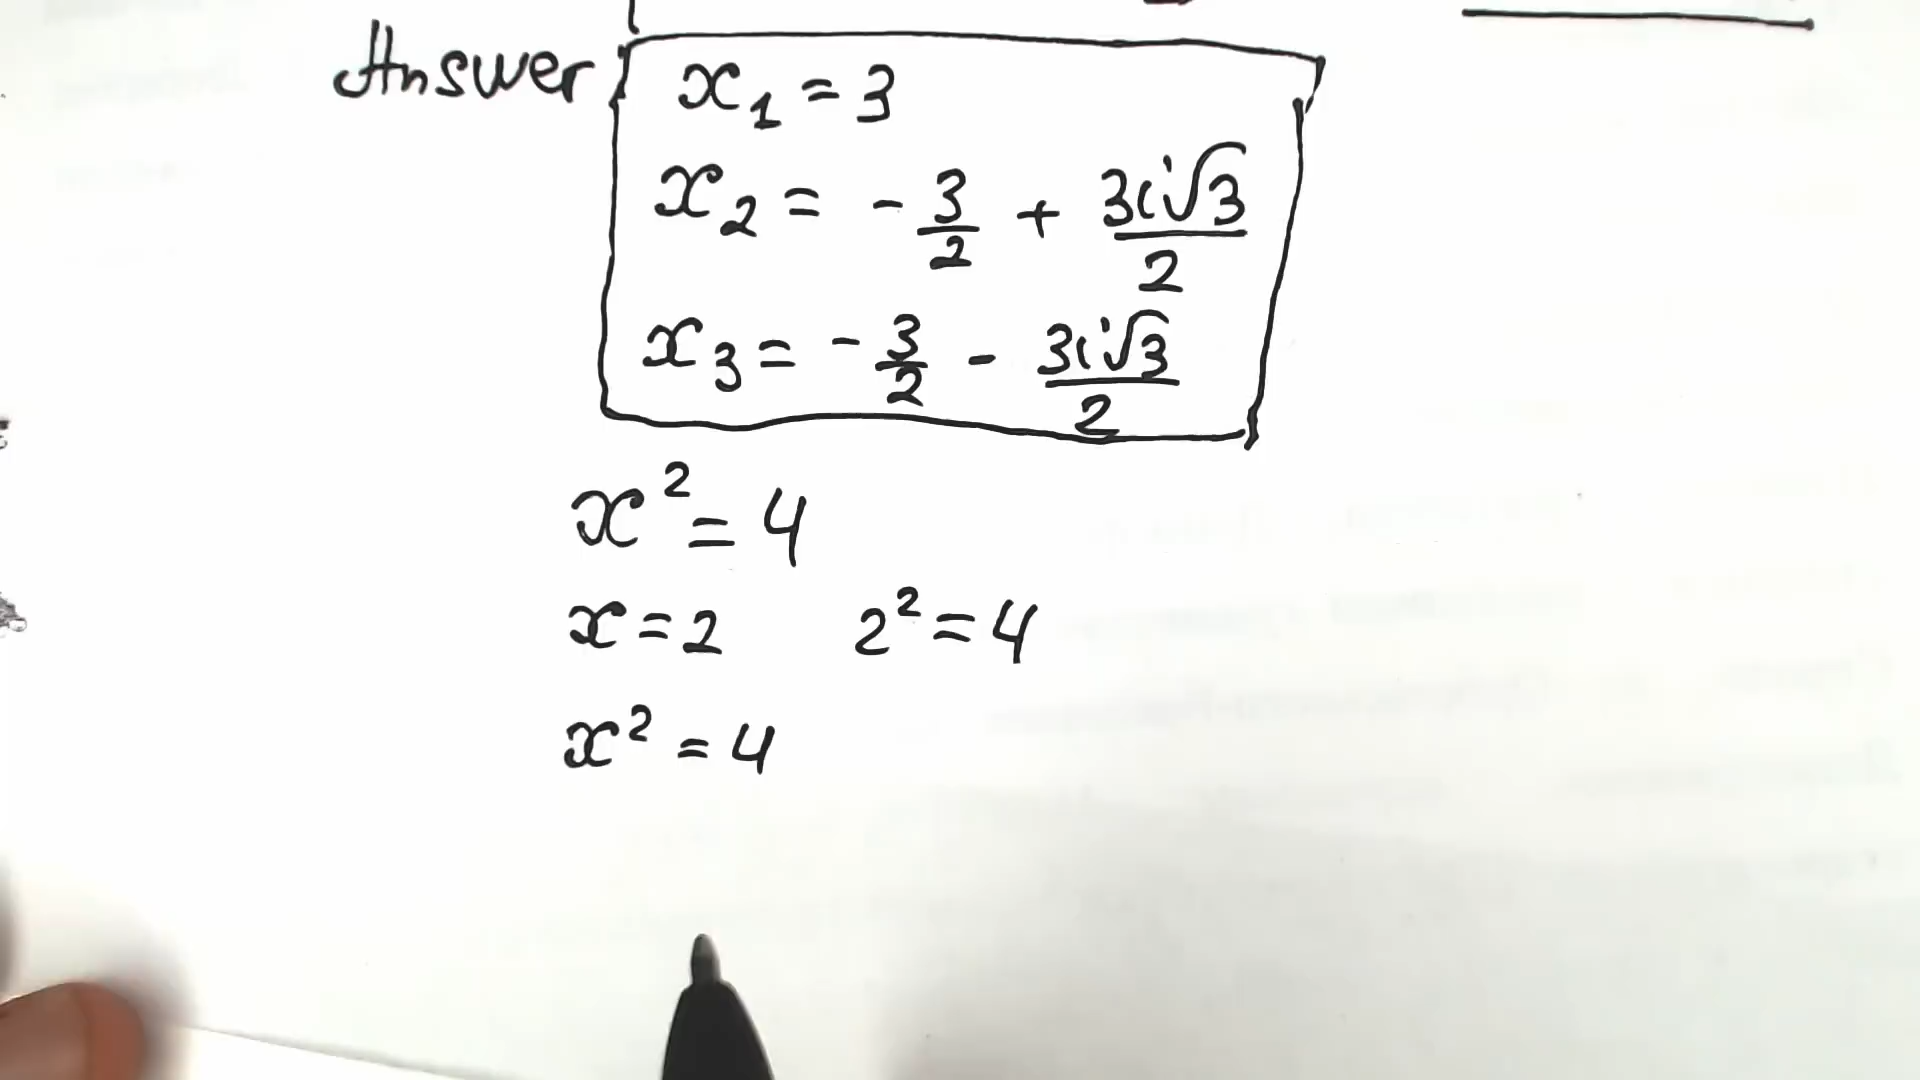 Answer
x₁ = 3
x₂ = - 3/2 + 3i√3/2
x₃ = - 3/2 - 3i√3/2
x² = 4
x = 2 2² = 4
x² = 4